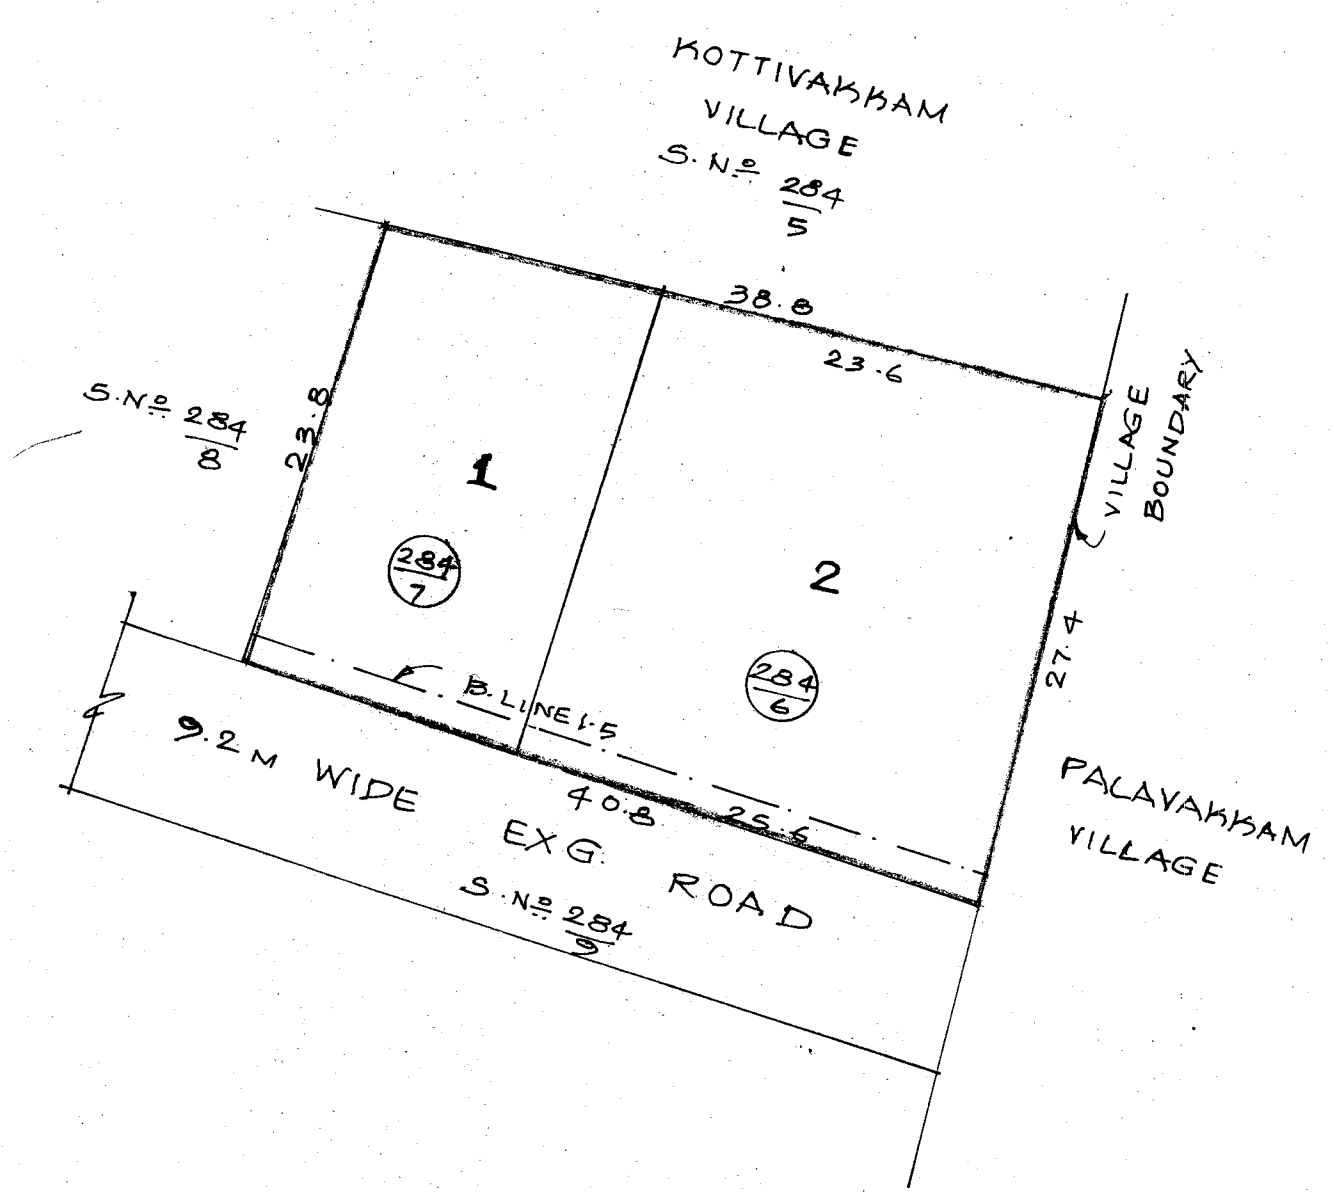 KOTTIVAKKAM
VILLAGE
S. Nº 284/5
38.8
23.6
VILLAGE
BOUNDARY
S. Nº 284/8
23.8
1
284/7
2
284/6
27.4
B. LINE 1.5
9.2 M WIDE EXG. ROAD
40.8
25.6
S. Nº 284/9
PALAVAKKAM
VILLAGE